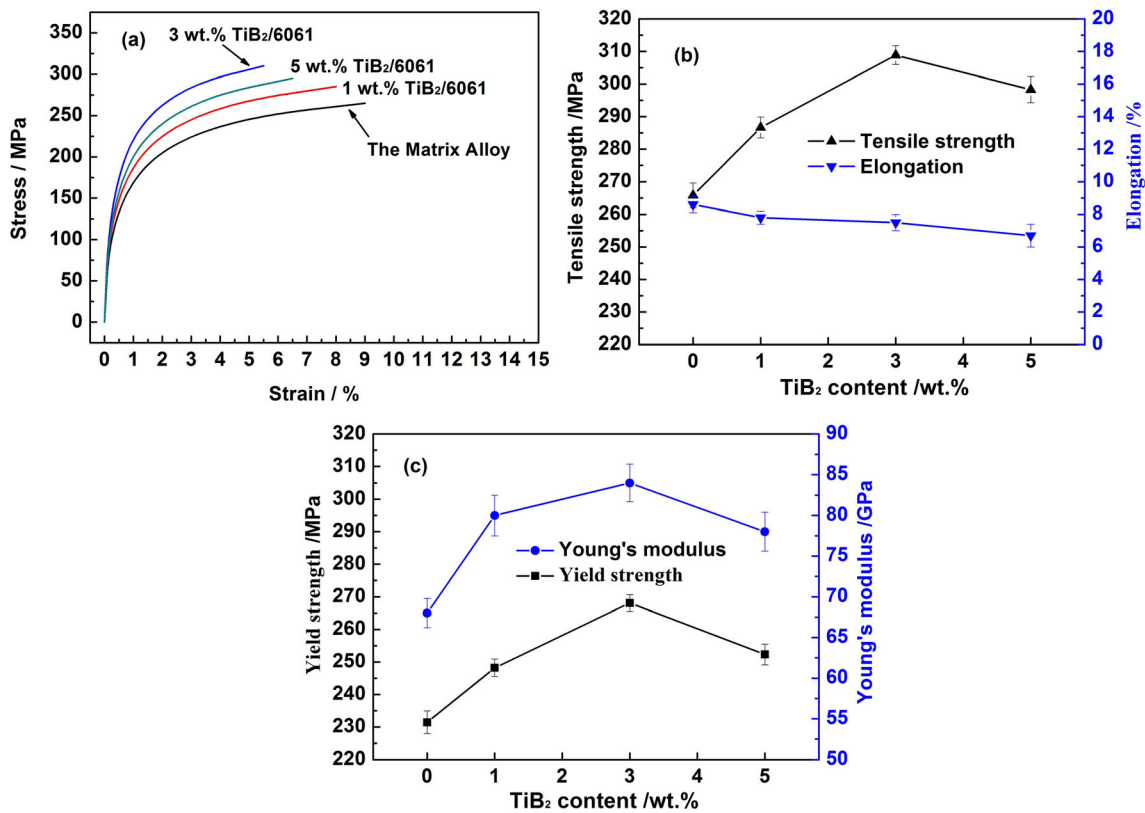 (a)
3 wt.% TiB₂/6061
5 wt.% TiB₂/6061
1 wt.% TiB₂/6061
The Matrix Alloy
Stress / MPa
350
300
250
200
150
100
50
0
0 1 2 3 4 5 6 7 8 9 10 11 12 13 14 15
Strain / %
(b)
Tensile strength /MPa
320
310
300
290
280
270
260
250
240
230
220
Tensile strength
Elongation
20
18
16
14
12
10
8
6
4
2
0
Elongation /%
0 1 2 3 4 5
TiB₂ content /wt.%
(c)
Yield strength /MPa
320
310
300
290
280
270
260
250
240
230
220
Young's modulus
Yield strength
90
85
80
75
70
65
60
55
50
Young's modulus /GPa
0 1 2 3 4 5
TiB₂ content /wt.%